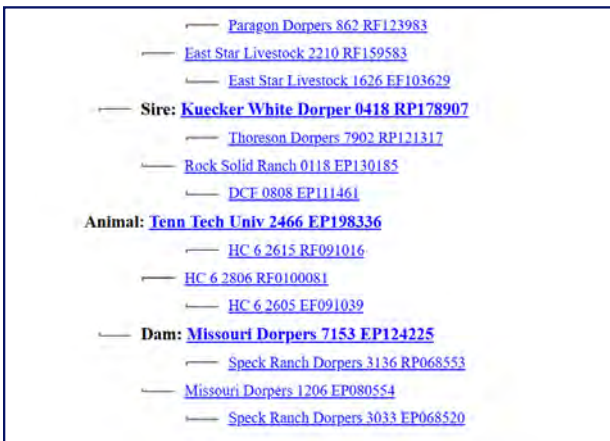 Paragon Dorpers 862 RF123983
East Star Livestock 2210 RF159583
East Star Livestock 1626 EF103629
Sire: Kuecker White Dorper 0418 RP178907
Thoreson Dorpers 7902 RP121317
Rock Solid Ranch 0118 EP130185
DCF 0808 EP111461
Animal: Tenn Tech Univ 2466 EP198336
HC 6 2615 RF091016
HC 6 2806 RF0100081
HC 6 2605 EF091039
Dam: Missouri Dorpers 7153 EP124225
Speck Ranch Dorpers 3136 RP068553
Missouri Dorpers 1206 EP080554
Speck Ranch Dorpers 3033 EP068520